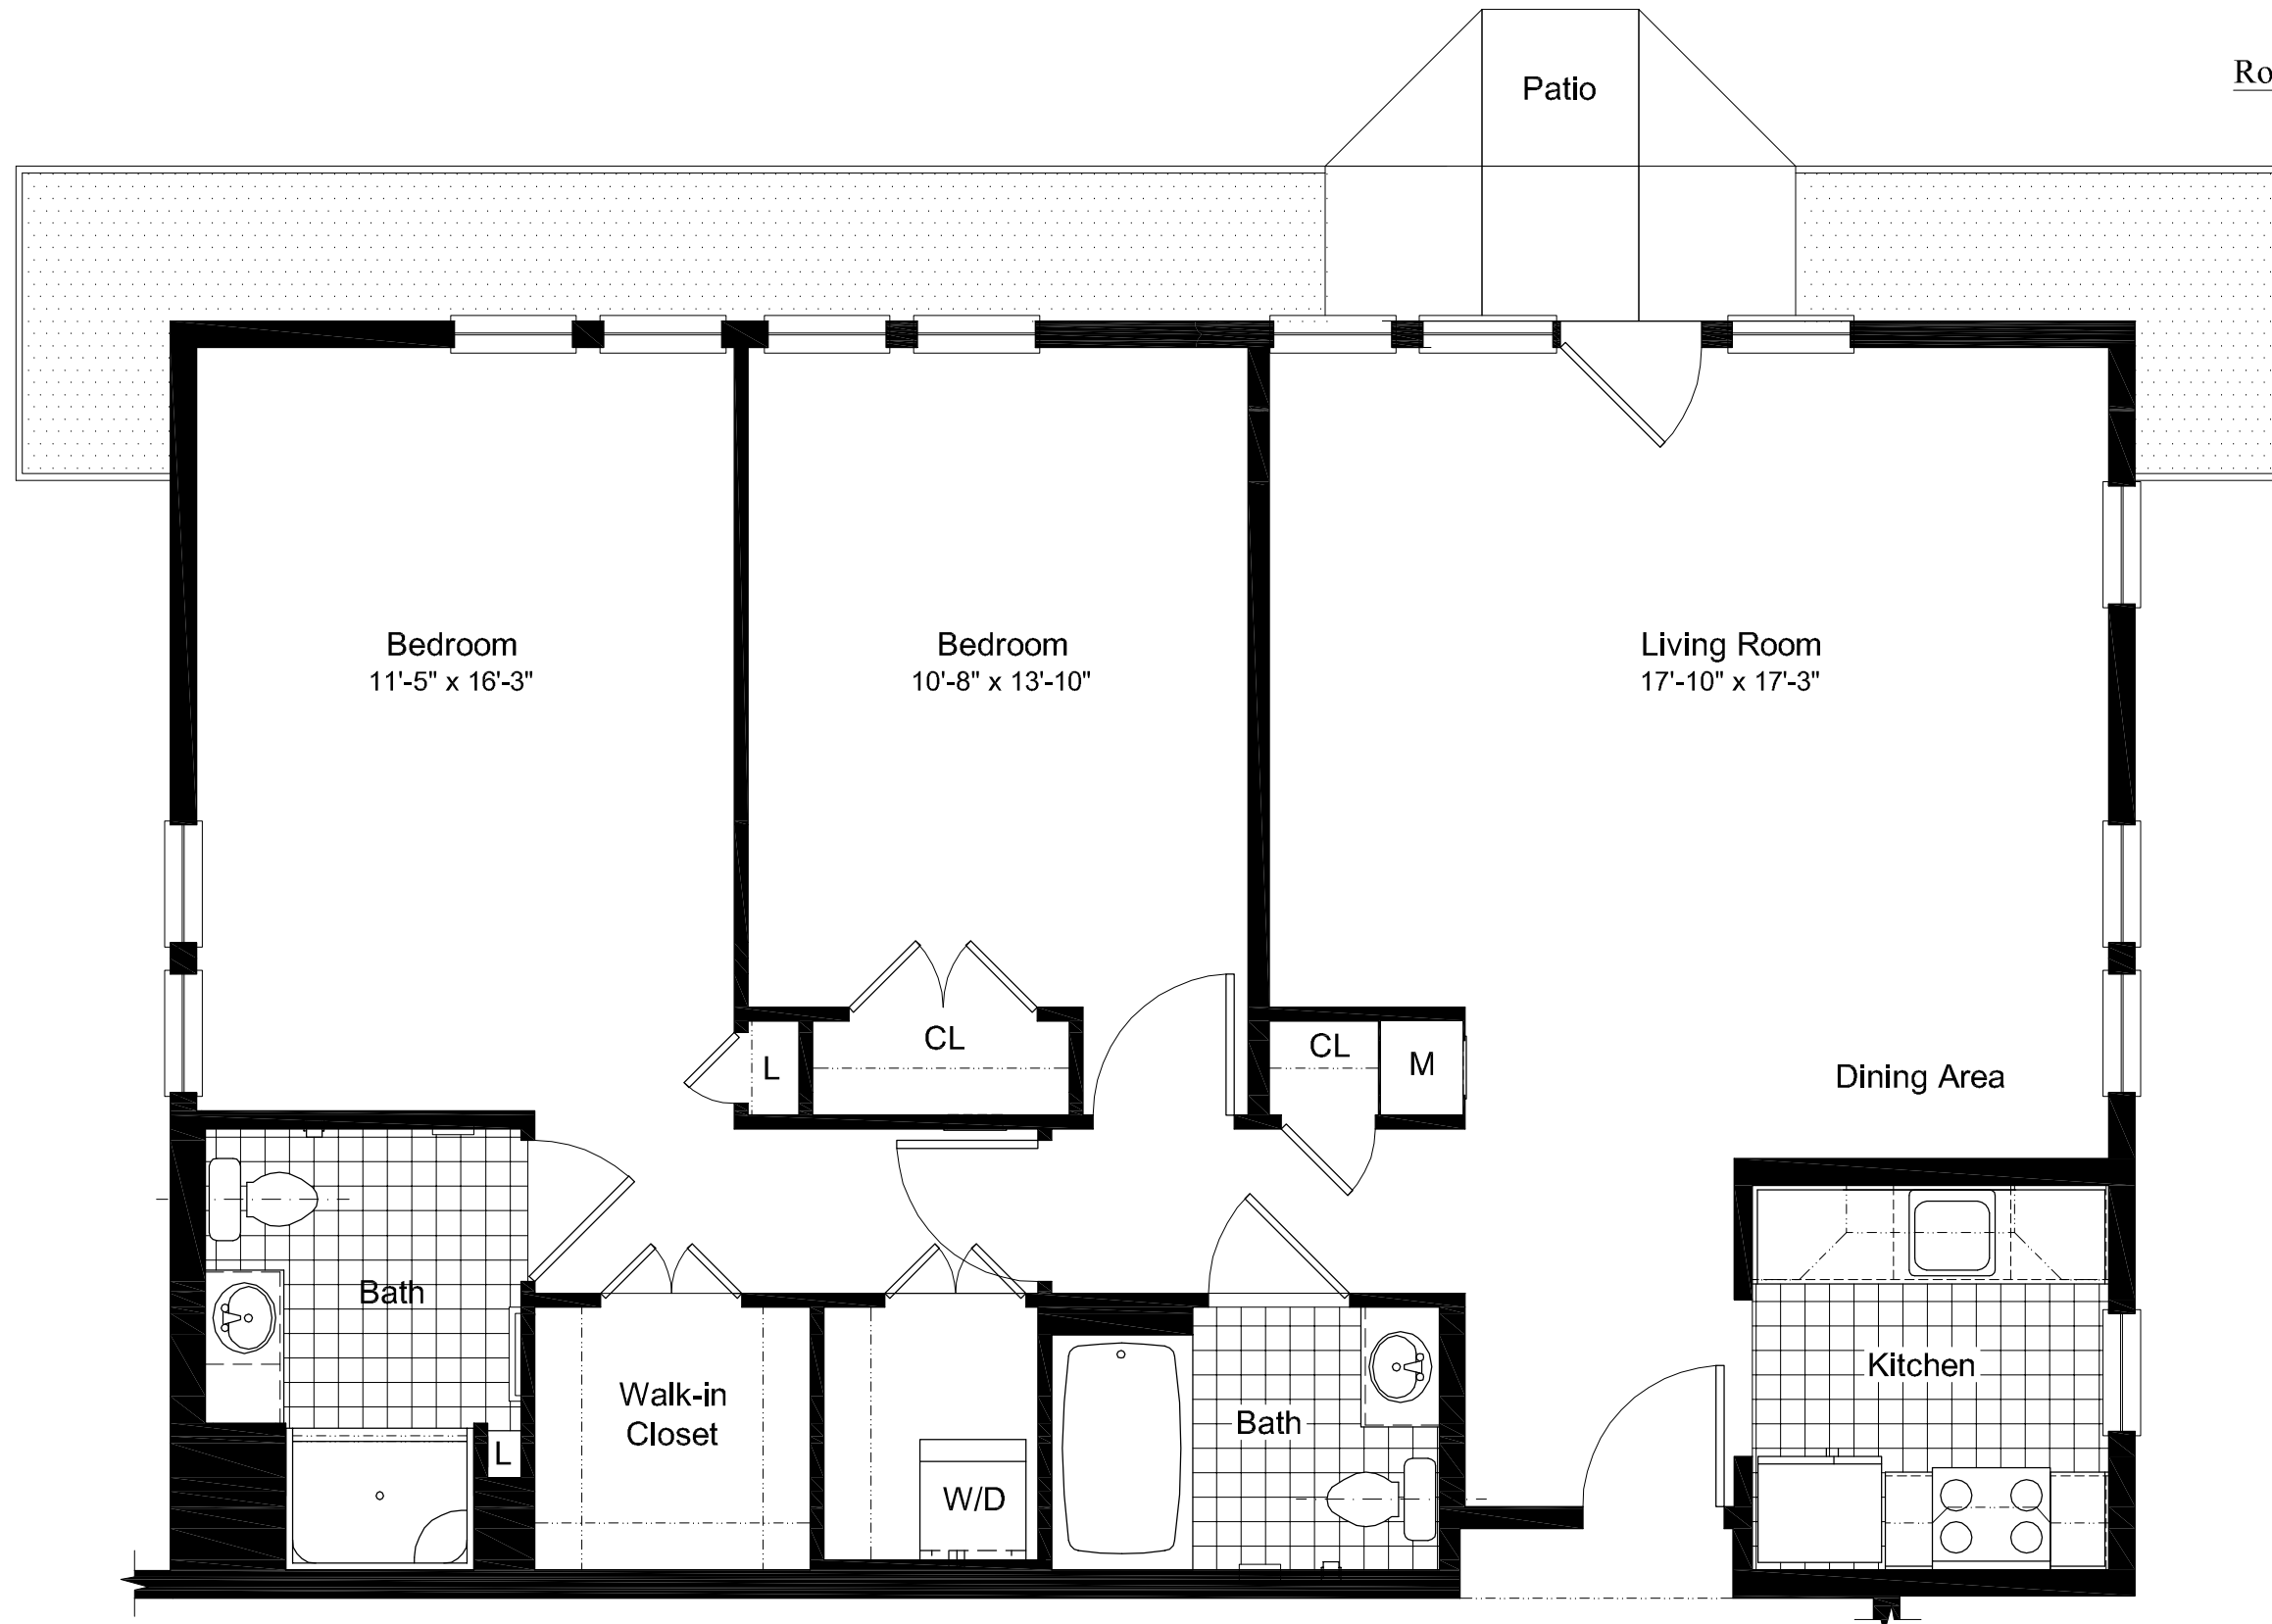 Patio
Ro
Bedroom
11'-5" x 16'-3"
Bedroom
10'-8" x 13'-10"
Living Room
17'-10" x 17'-3"
CL
L
CL
M
Dining Area
Bath
Walk-in
Closet
L
W/D
Bath
Kitchen